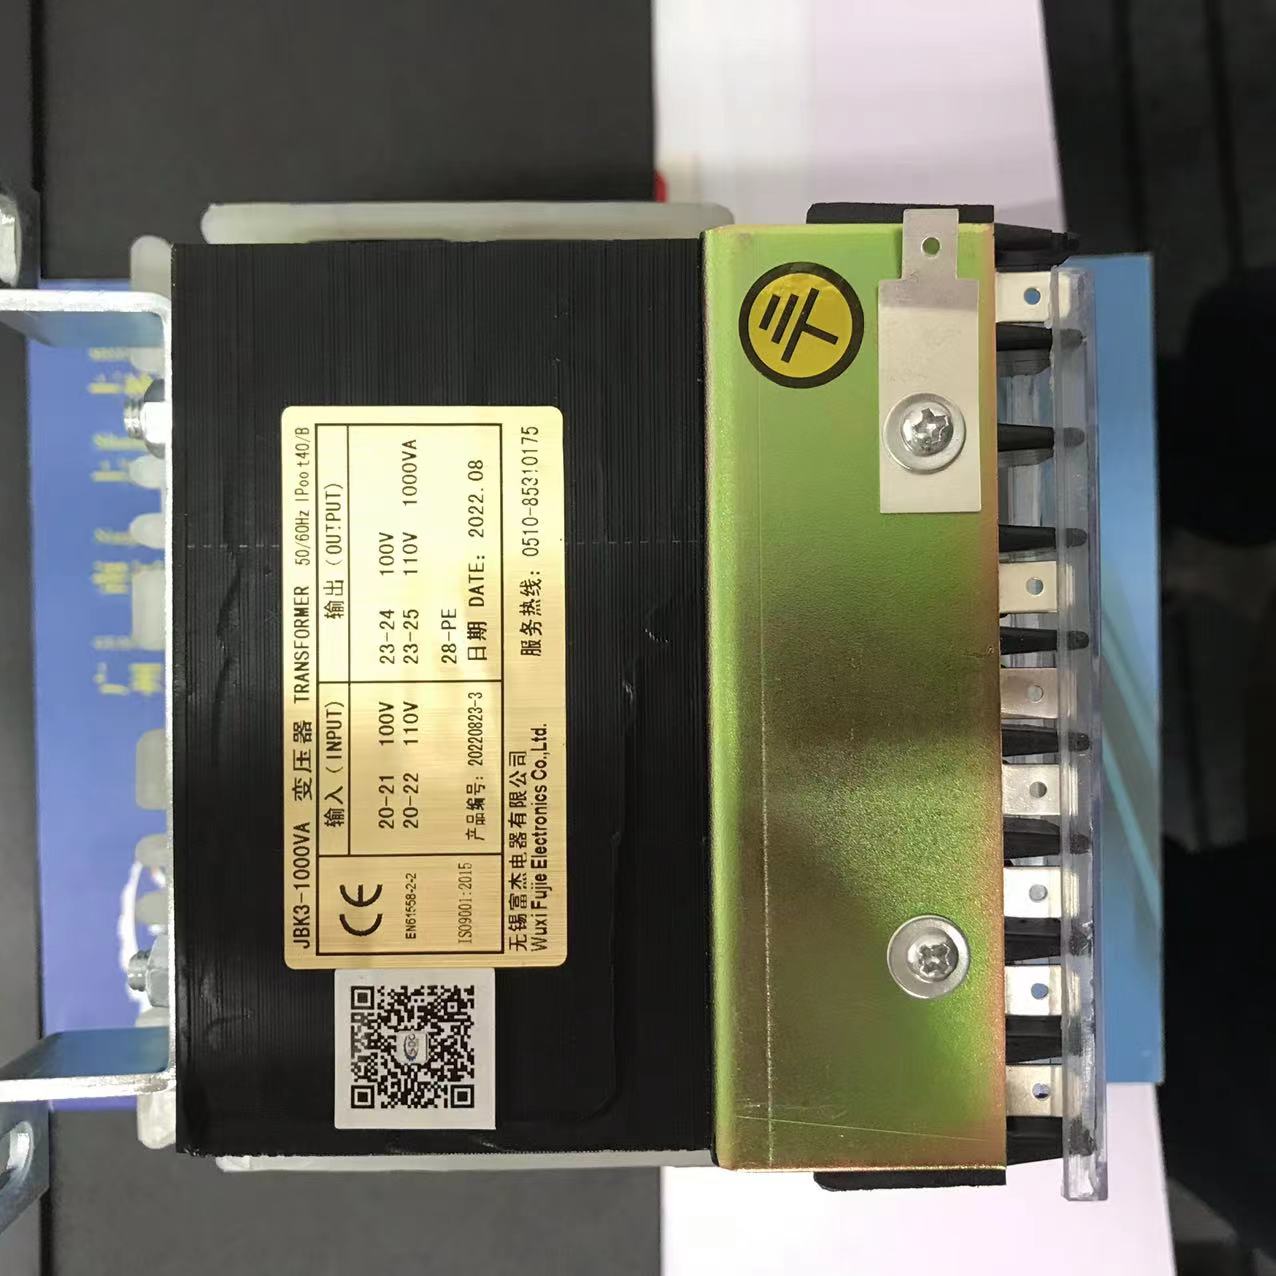 JBK3-1000VA 变压器 TRANSFORMER 50/60Hz IPoo t40/B
输入(INPUT) 输出(OUTPUT)
CE
EN61558-2-2
ISO9001:2015
20-21 100V
20-22 110V
产品编号: 20220823-3
23-24 100V
23-25 110V 1000VA
28-PE
日期 DATE: 2022.08
无锡富杰电器有限公司 服务热线: 0510-85310175
Wuxi Fujie Electronics Co.,Ltd.
广州